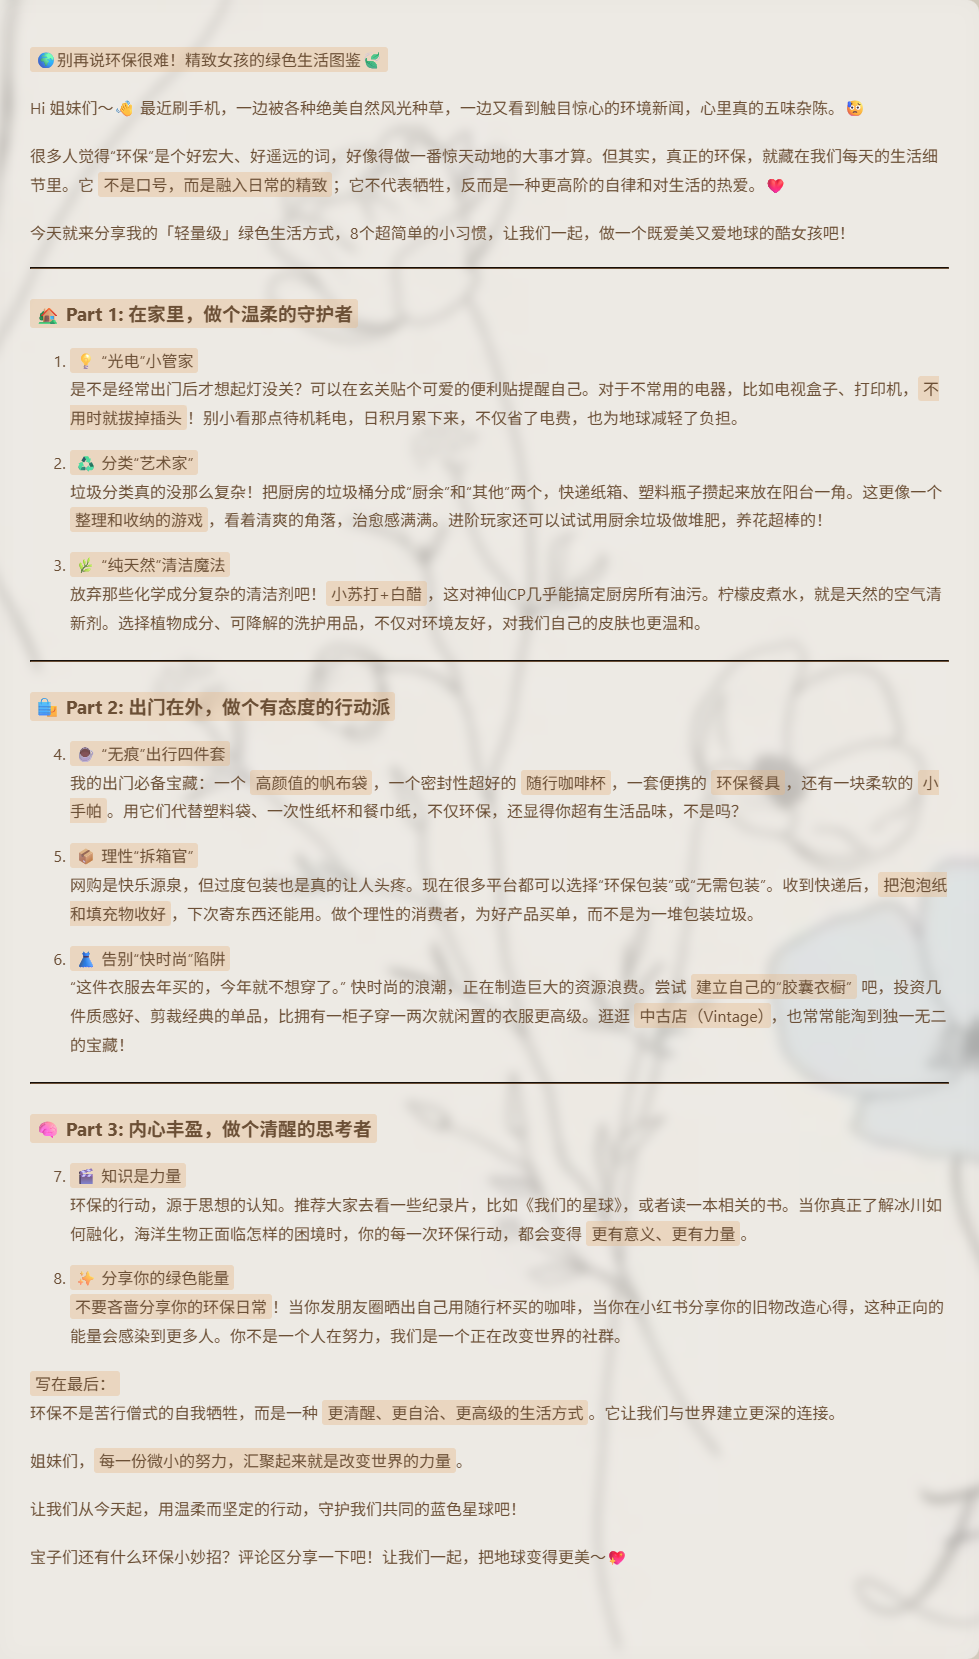 🌍别再说环保很难！精致女孩的绿色生活图鉴🌿
Hi 姐妹们～👋 最近刷手机，一边被各种绝美自然风光种草，一边又看到触目惊心的环境新闻，心里真的五味杂陈。🥹
很多人觉得“环保”是个好宏大、好遥远的词，好像得做一番惊天动地的大事才算。但其实，真正的环保，就藏在我们每天的生活细
节里。它 不是口号，而是融入日常的精致；它不代表牺牲，反而是一种更高阶的自律和对生活的热爱。❤️
今天就来分享我的「轻量级」绿色生活方式，8个超简单的小习惯，让我们一起，做一个既爱美又爱地球的酷女孩吧！
🏠 Part 1: 在家里，做个温柔的守护者
1. 💡 “光电”小管家
是不是经常出门后才想起灯没关？可以在玄关贴个可爱的便利贴提醒自己。对于不常用的电器，比如电视盒子、打印机，不
用时就拔掉插头！别小看那点待机耗电，日积月累下来，不仅省了电费，也为地球减轻了负担。
2. ♻️ 分类“艺术家”
垃圾分类真的没那么复杂！把厨房的垃圾桶分成“厨余”和“其他”两个，快递纸箱、塑料瓶子攒起来放在阳台一角。这更像一个
整理和收纳的游戏，看着清爽的角落，治愈感满满。进阶玩家还可以试试用厨余垃圾做堆肥，养花超棒的！
3. 🌿 “纯天然”清洁魔法
放弃那些化学成分复杂的清洁剂吧！小苏打+白醋，这对神仙CP几乎能搞定厨房所有油污。柠檬皮煮水，就是天然的空气清
新剂。选择植物成分、可降解的洗护用品，不仅对环境友好，对我们自己的皮肤也更温和。
🛍️ Part 2: 出门在外，做个有态度的行动派
4. “无痕”出行四件套
我的出门必备宝藏：一个 高颜值的帆布袋，一个密封性超好的 随行咖啡杯，一套便携的 环保餐具，还有一块柔软的 小
手帕。用它们代替塑料袋、一次性纸杯和餐巾纸，不仅环保，还显得你超有生活品味，不是吗？
5. 📦 理性“拆箱官”
网购是快乐源泉，但过度包装也是真的让人头疼。现在很多平台都可以选择“环保包装”或“无需包装”。收到快递后，把泡泡纸
和填充物收好，下次寄东西还能用。做个理性的消费者，为好产品买单，而不是为一堆包装垃圾。
6. 👗 告别“快时尚”陷阱
“这件衣服去年买的，今年就不想穿了。” 快时尚的浪潮，正在制造巨大的资源浪费。尝试 建立自己的“胶囊衣橱” 吧，投资几
件质感好、剪裁经典的单品，比拥有一柜子穿一两次就闲置的衣服更高级。逛逛 中古店（Vintage），也常常能淘到独一无二
的宝藏！
🧠 Part 3: 内心丰盈，做个清醒的思考者
7. 🎬 知识是力量
环保的行动，源于思想的认知。推荐大家去看一些纪录片，比如《我们的星球》，或者读一本相关的书。当你真正了解冰川如
何融化，海洋生物正面临怎样的困境时，你的每一次环保行动，都会变得 更有意义、更有力量。
8. ✨ 分享你的绿色能量
不要吝啬分享你的环保日常！当你发朋友圈晒出自己用随行杯买的咖啡，当你在小红书分享你的旧物改造心得，这种正向的
能量会感染到更多人。你不是一个人在努力，我们是一个正在改变世界的社群。
写在最后：
环保不是苦行僧式的自我牺牲，而是一种 更清醒、更自洽、更高级的生活方式。它让我们与世界建立更深的连接。
姐妹们，每一份微小的努力，汇聚起来就是改变世界的力量。
让我们从今天起，用温柔而坚定的行动，守护我们共同的蓝色星球吧！
宝子们还有什么环保小妙招？评论区分享一下吧！让我们一起，把地球变得更美～💖